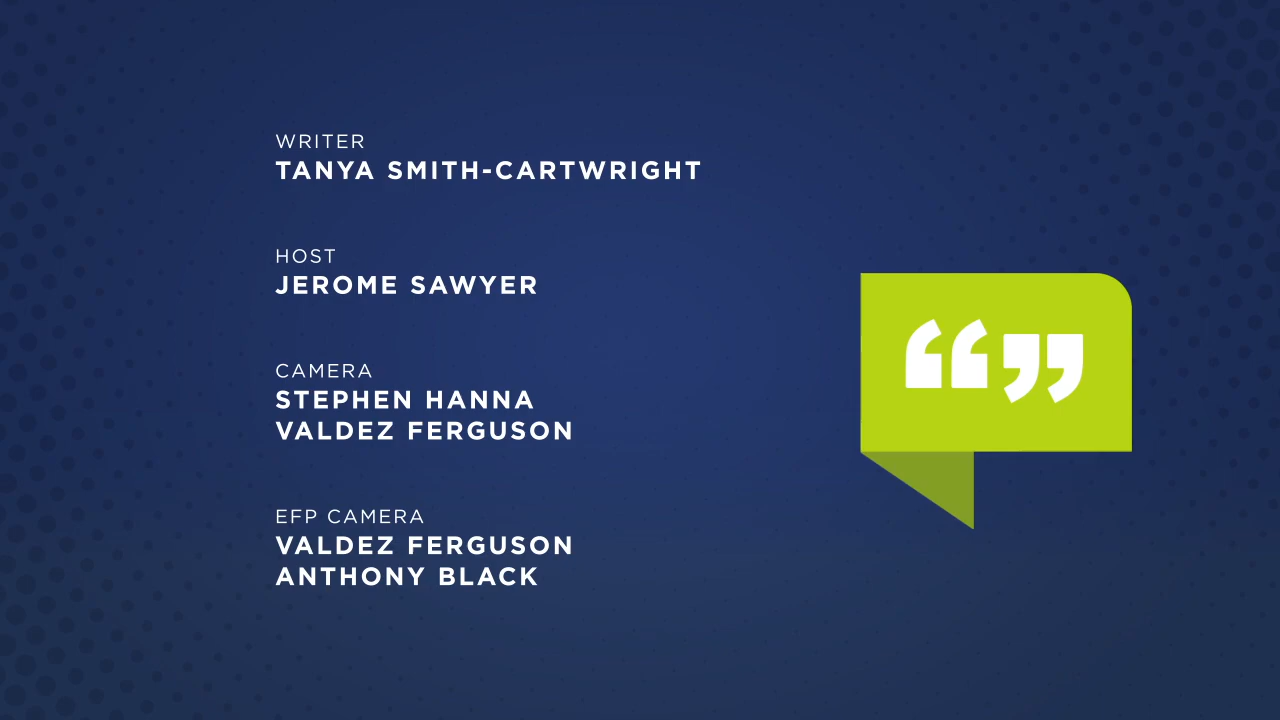 WRITER
TANYA SMITH-CARTWRIGHT
HOST
JEROME SAWYER
CAMERA
STEPHEN HANNA
VALDEZ FERGUSON
EFP CAMERA
VALDEZ FERGUSON
ANTHONY BLACK
“”